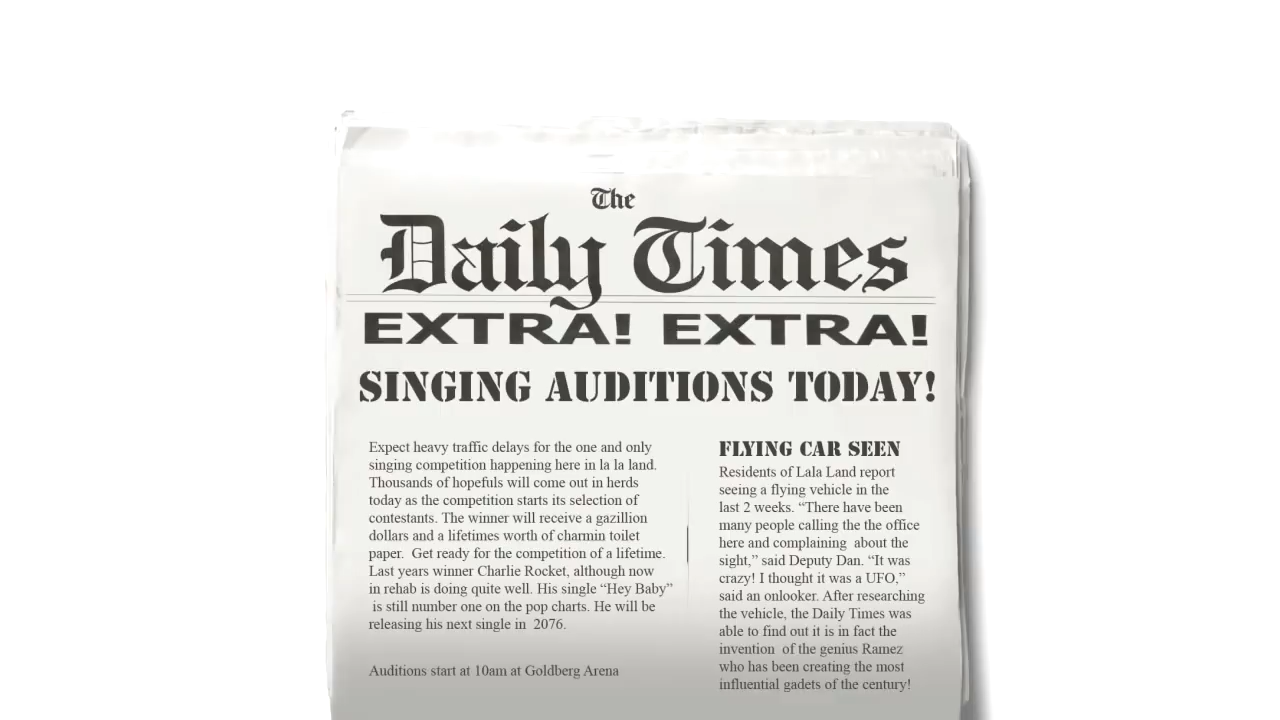 The
Daily Times
EXTRA! EXTRA!
SINGING AUDITIONS TODAY!
Expect heavy traffic delays for the one and only
singing competition happening here in la la land.
Thousands of hopefuls will come out in herds
today as the competition starts its selection of
contestants. The winner will receive a gazillion
dollars and a lifetimes worth of charmin toilet
paper.  Get ready for the competition of a lifetime.
Last years winner Charlie Rocket, although now
in rehab is doing quite well. His single “Hey Baby”
is still number one on the pop charts. He will be
releasing his next single in  2076.
Auditions start at 10am at Goldberg Arena
FLYING CAR SEEN
Residents of Lala Land report
seeing a flying vehicle in the
last 2 weeks. “There have been
many people calling the the office
here and complaining  about the
sight,” said Deputy Dan. “It was
crazy! I thought it was a UFO,”
said an onlooker. After researching
the vehicle, the Daily Times was
able to find out it is in fact the
invention  of the genius Ramez
who has been creating the most
influential gadets of the century!